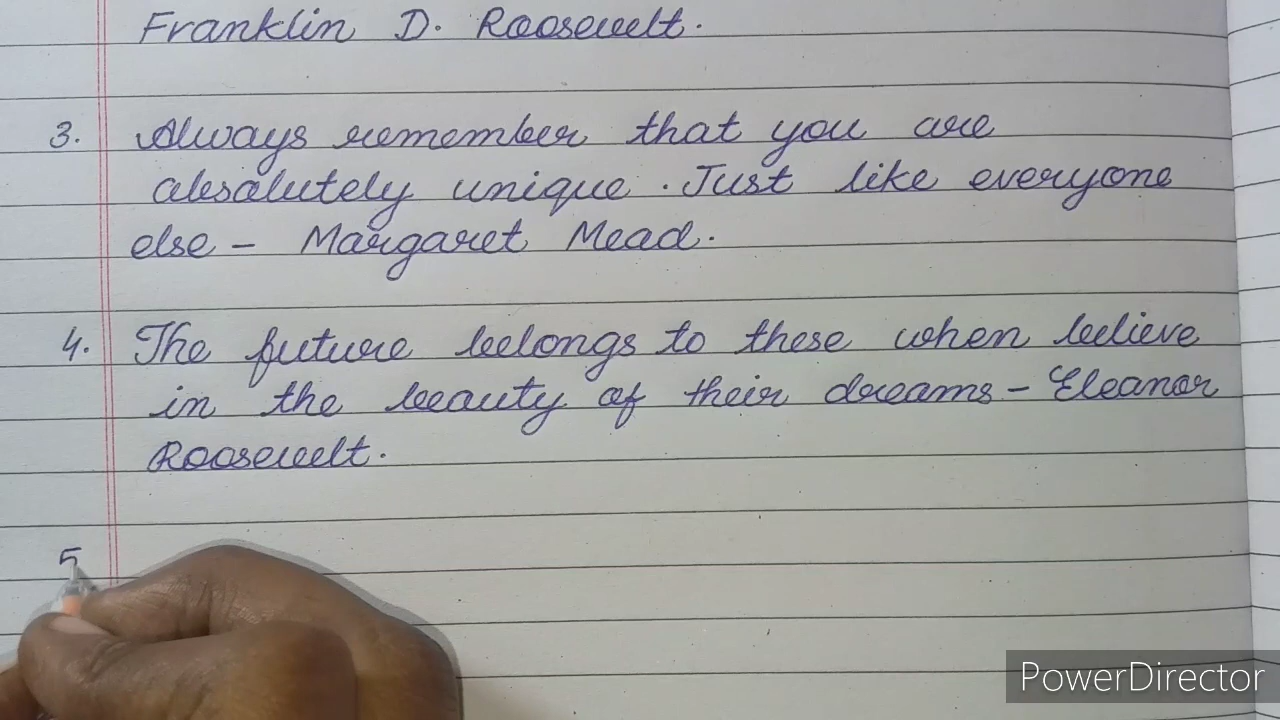 Franklin D. Roosevelt.
3. Always remember that you are
absolutely unique. Just like everyone
else - Margaret Mead.
4. The future belongs to these when believe
in the beauty of their dreams - Eleanor
Roosevelt.
5
PowerDirector